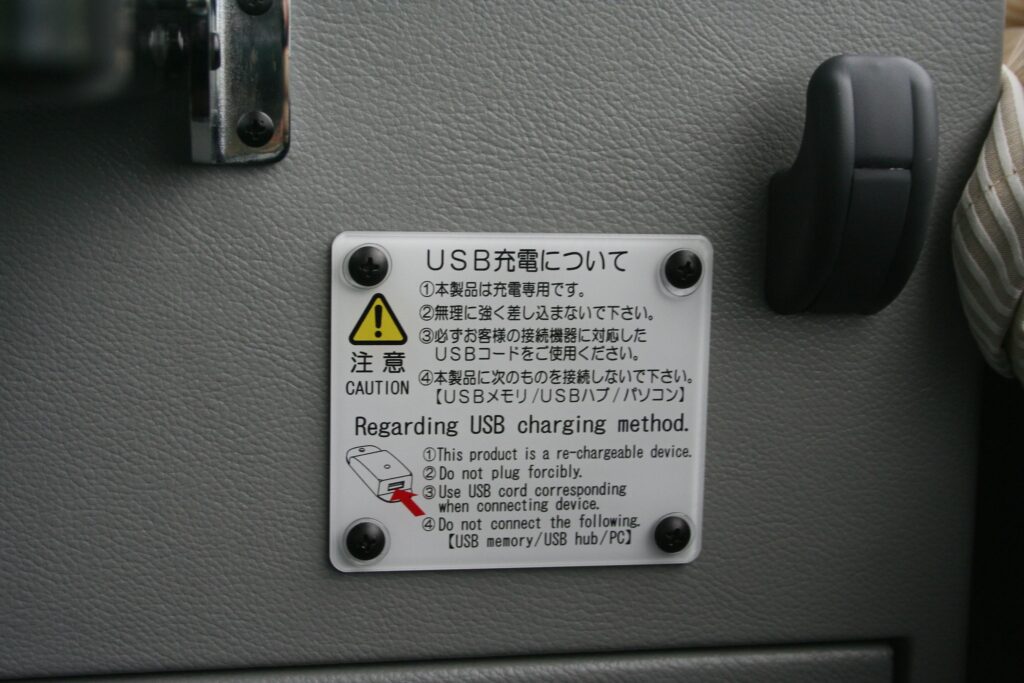 USB充電について
①本製品は充電専用です。
②無理に強く差し込まないで下さい。
③必ずお客様の接続機器に対応した
USBコードをご使用ください。
④本製品に次のものを接続しないで下さい。
【USBメモリ/USBハブ/パソコン】
注意
CAUTION
Regarding USB charging method.
①This product is a re-chargeable device.
②Do not plug forcibly.
③Use USB cord corresponding
when connecting device.
④Do not connect the following.
【USB memory/USB hub/PC】